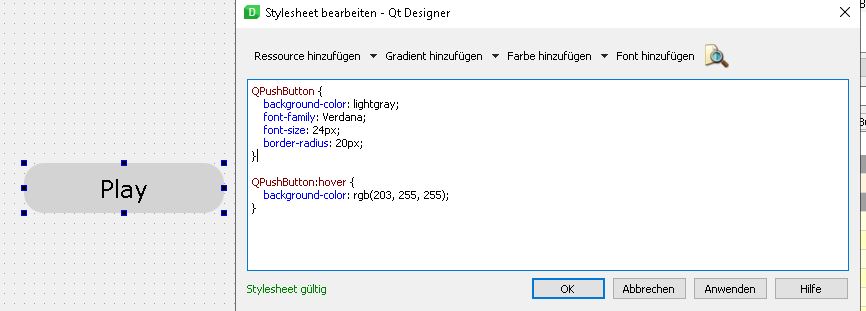 Stylesheet bearbeiten - Qt Designer
Ressource hinzufügen Gradient hinzufügen Farbe hinzufügen Font hinzufügen
QPushButton {
    background-color: lightgray;
    font-family: Verdana;
    font-size: 24px;
    border-radius: 20px;
}
QPushButton:hover {
    background-color: rgb(203, 255, 255);
}
Play
Stylesheet gültig
OK Abbrechen Anwenden Hilfe